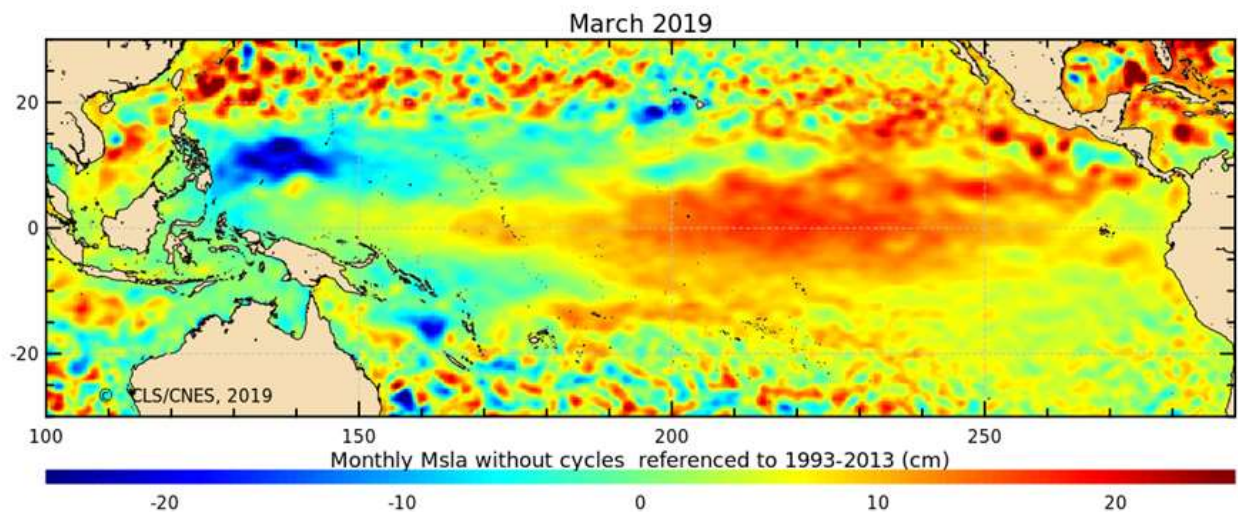 March 2019
20
0
-20
© CLS/CNES, 2019
100 150 200 250
Monthly Msla without cycles referenced to 1993-2013 (cm)
-20 -10 0 10 20